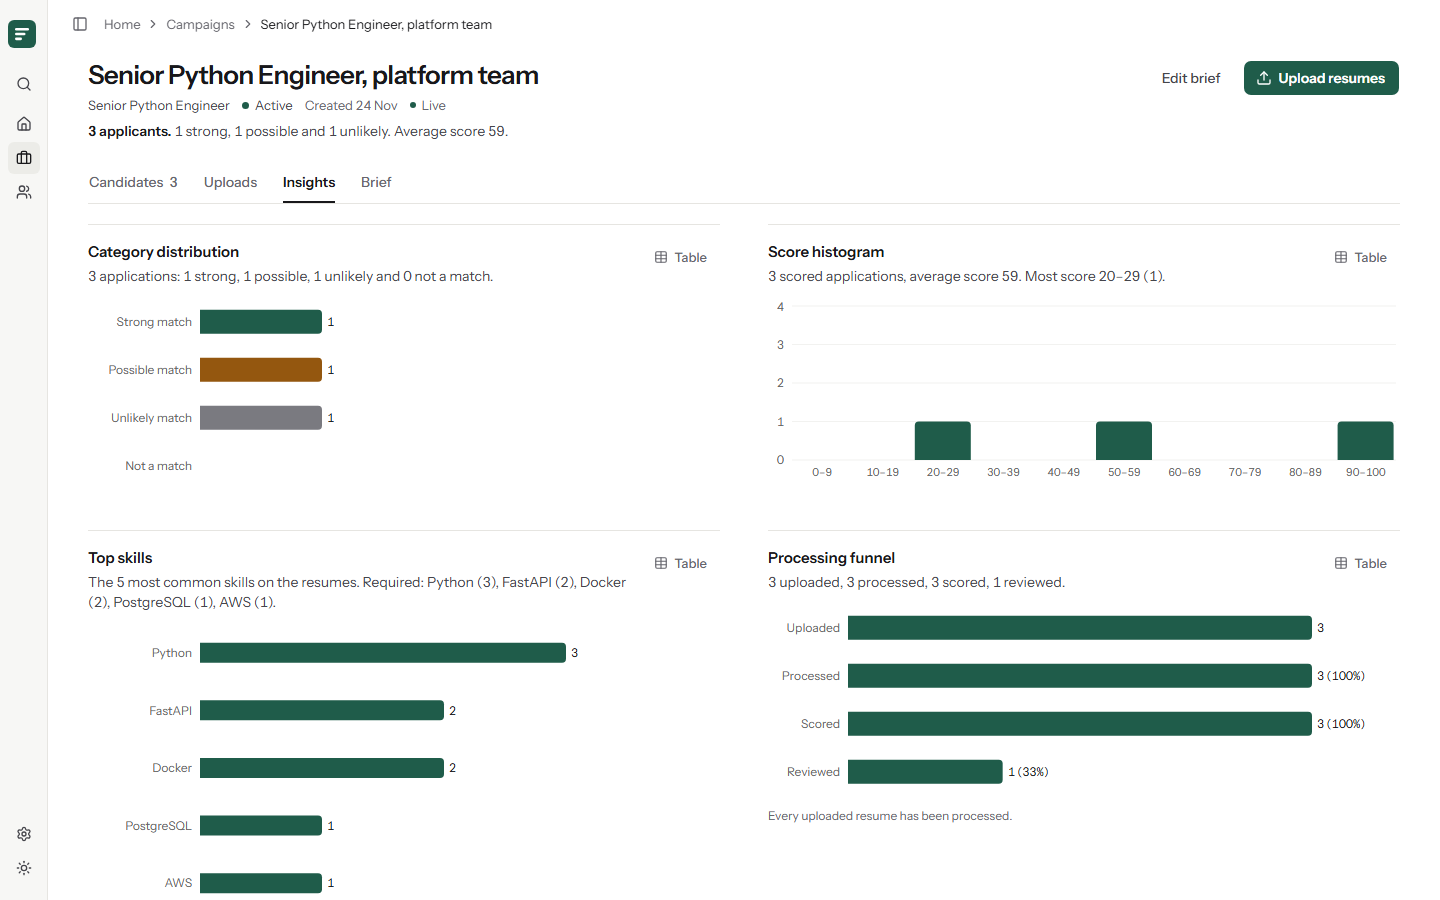 Home > Campaigns > Senior Python Engineer, platform team
Senior Python Engineer, platform team
Edit brief
Upload resumes
Senior Python Engineer • Active Created 24 Nov • Live
3 applicants. 1 strong, 1 possible and 1 unlikely. Average score 59.
Candidates 3 Uploads Insights Brief
Category distribution
Table
3 applications: 1 strong, 1 possible, 1 unlikely and 0 not a match.
Strong match 1
Possible match 1
Unlikely match 1
Not a match
Score histogram
Table
3 scored applications, average score 59. Most score 20–29 (1).
4
3
2
1
0
0–9 10–19 20–29 30–39 40–49 50–59 60–69 70–79 80–89 90–100
Top skills
Table
The 5 most common skills on the resumes. Required: Python (3), FastAPI (2), Docker
(2), PostgreSQL (1), AWS (1).
Python 3
FastAPI 2
Docker 2
PostgreSQL 1
AWS 1
Processing funnel
Table
3 uploaded, 3 processed, 3 scored, 1 reviewed.
Uploaded 3
Processed 3 (100%)
Scored 3 (100%)
Reviewed 1 (33%)
Every uploaded resume has been processed.